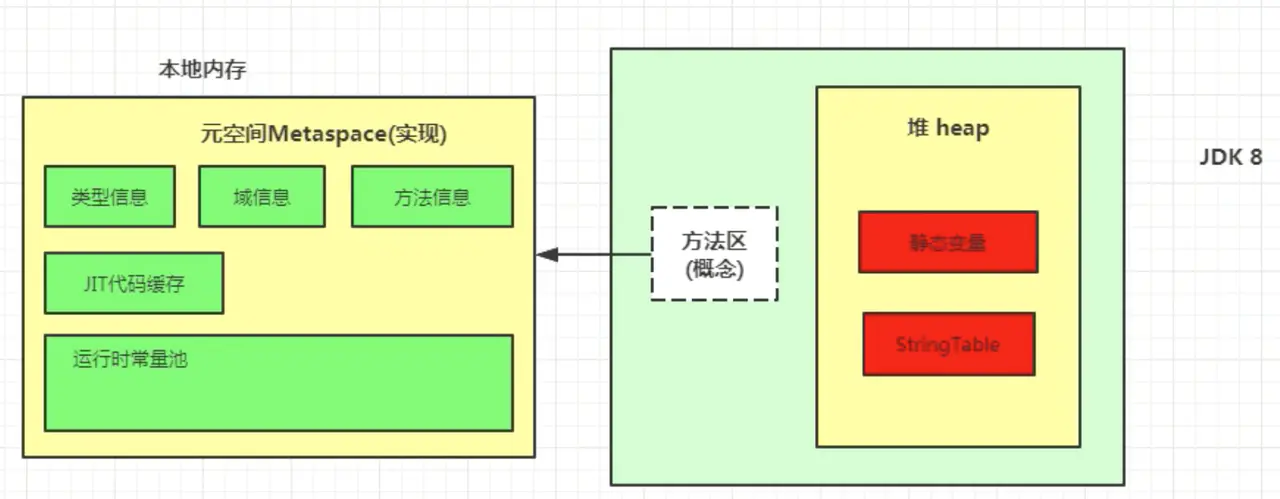 本地内存
元空间Metaspace(实现)
类型信息
域信息
方法信息
JIT代码缓存
运行时常量池
方法区
(概念)
堆 heap
静态变量
StringTable
JDK 8